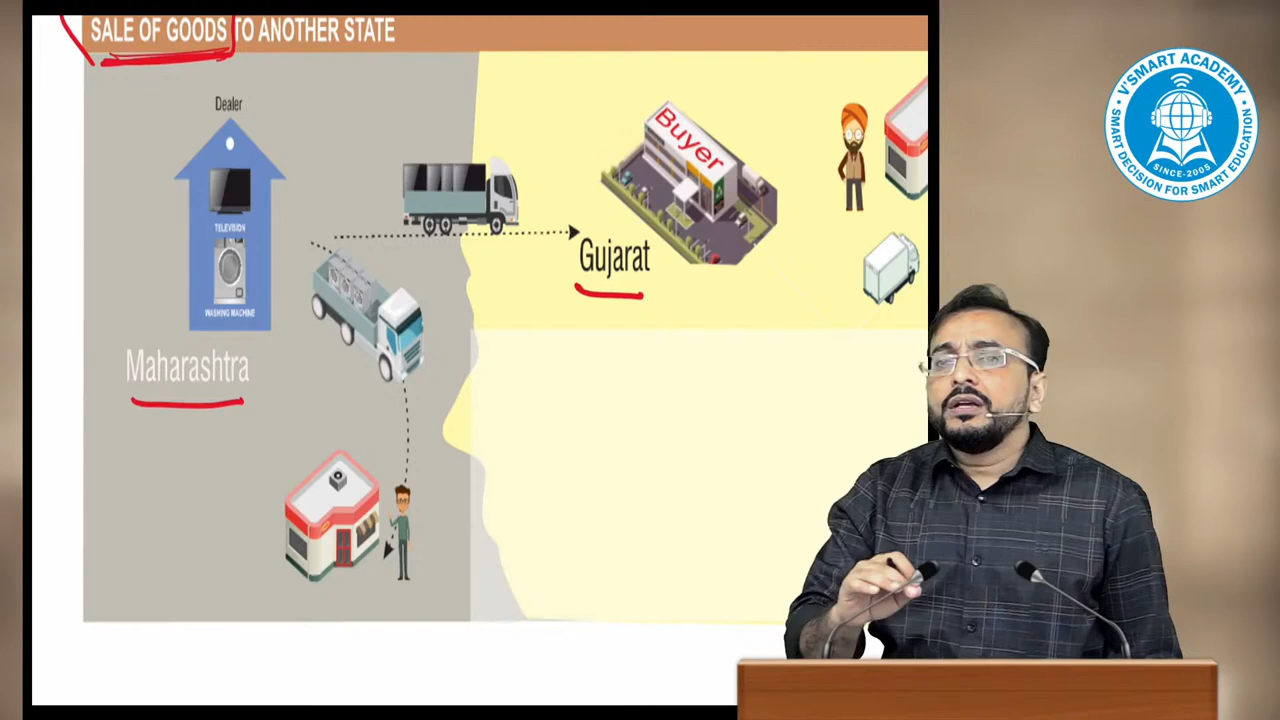 SALE OF GOODS TO ANOTHER STATE
Dealer
TELEVISION
WASHING MACHINE
Maharashtra
Buyer
Gujarat
V'SMART ACADEMY
SINCE-2005
SMART DECISION FOR SMART EDUCATION